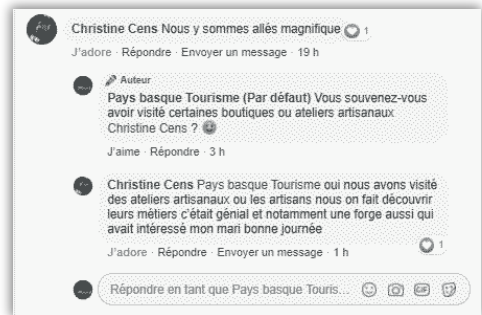 Christine Cens Nous y sommes allés magnifique 1
J'adore · Répondre · Envoyer un message · 19 h
Auteur
Pays basque Tourisme (Par défaut) Vous souvenez-vous
avoir visité certaines boutiques ou ateliers artisanaux
Christine Cens ?
J'aime · Répondre · 3 h
Christine Cens Pays basque Tourisme oui nous avons visité
des ateliers artisanaux ou les artisans nous on fait découvrir
leurs métiers c'était génial et notamment une forge aussi qui
avait intéressé mon mari bonne journée
J'adore · Répondre · Envoyer un message · 1 h
1
Répondre en tant que Pays basque Touris... GIF